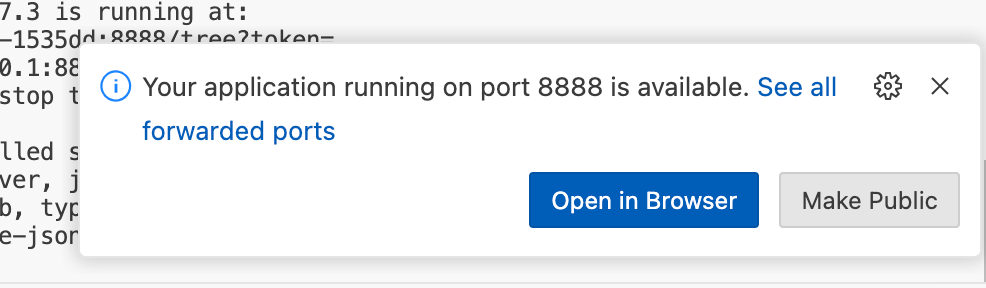 7.3 is running at:
-1535dd:8888/tree?token=
0.1:88
stop t
Your application running on port 8888 is available. See all
forwarded ports
lled s
ver, j
b, typ
e-json
Open in Browser
Make Public